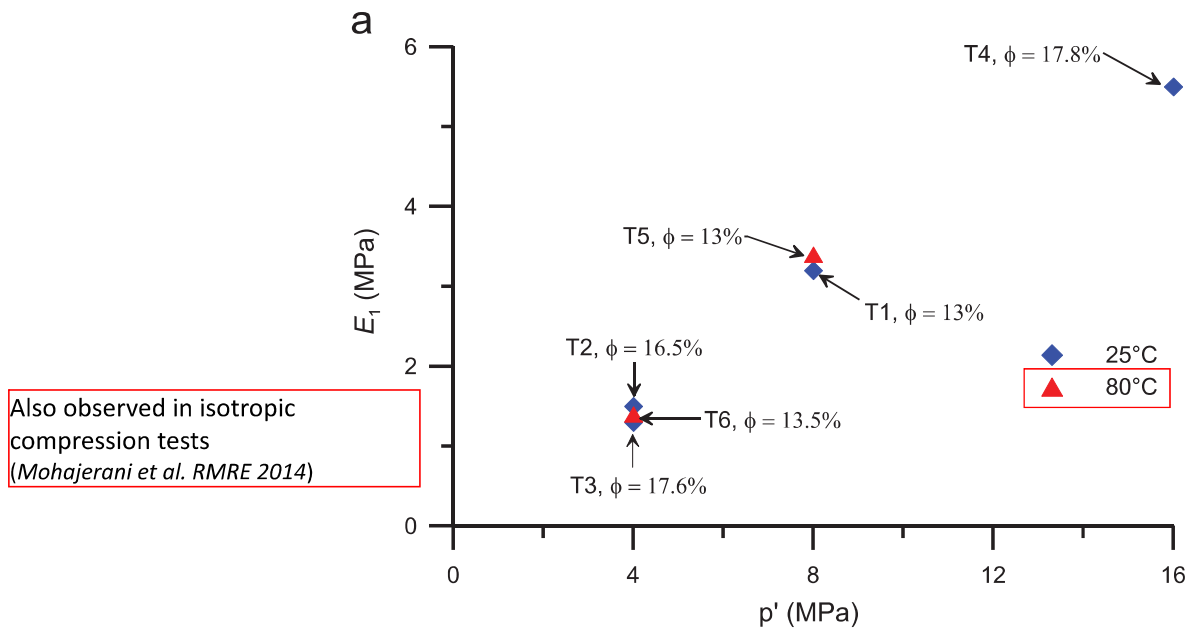 a
6
T4, ϕ = 17.8%
4
T5, ϕ = 13%
E1 (MPa)
T1, ϕ = 13%
T2, ϕ = 16.5%
25°C
2
80°C
Also observed in isotropic
compression tests
(Mohajerani et al. RMRE 2014)
T6, ϕ = 13.5%
T3, ϕ = 17.6%
0
0 4 8 12 16
p' (MPa)